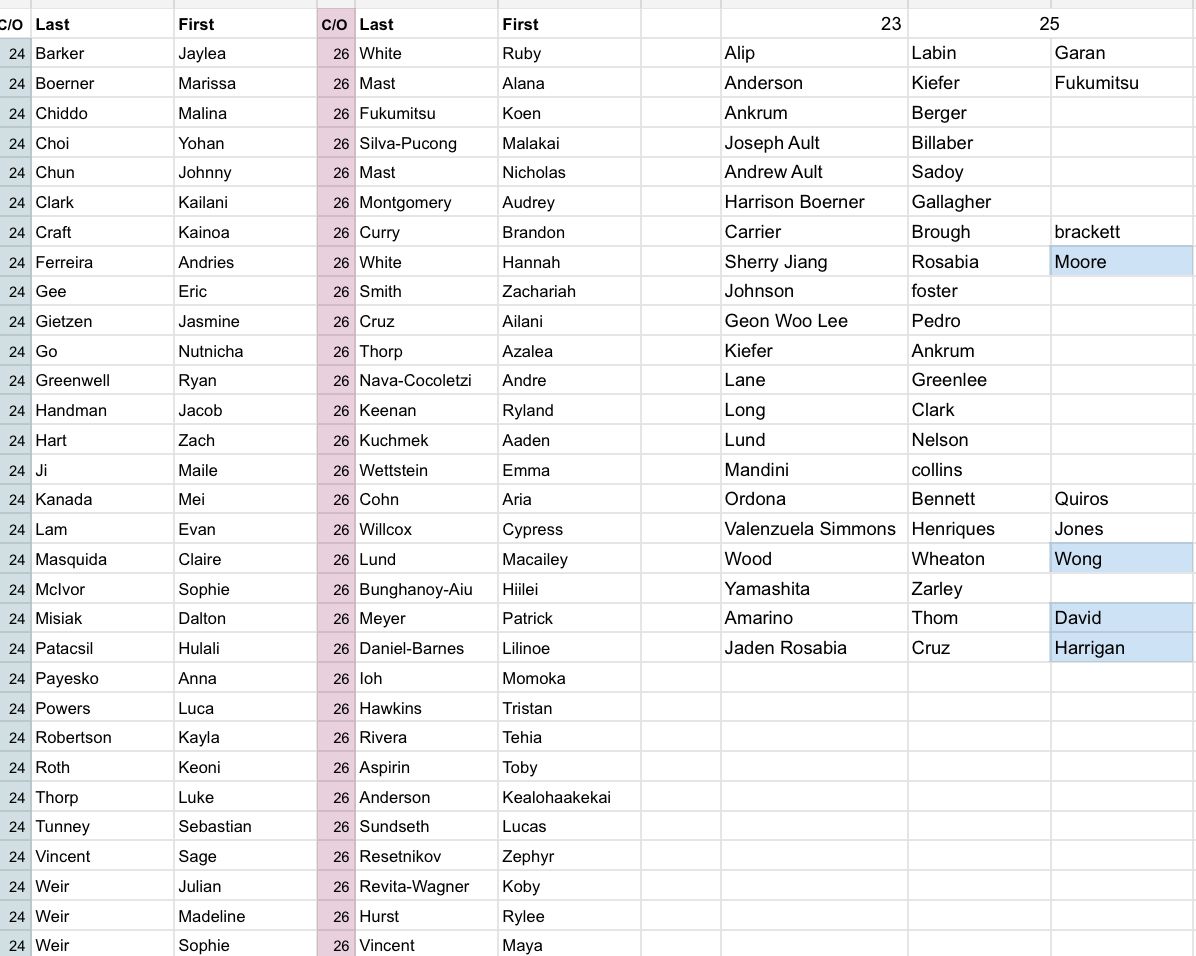 C/O Last First C/O Last First 23 25
24 Barker Jaylea 26 White Ruby Alip Labin Garan
24 Boerner Marissa 26 Mast Alana Anderson Kiefer Fukumitsu
24 Chiddo Malina 26 Fukumitsu Koen Ankrum Berger
24 Choi Yohan 26 Silva-Pucong Malakai Joseph Ault Billaber
24 Chun Johnny 26 Mast Nicholas Andrew Ault Sadoy
24 Clark Kailani 26 Montgomery Audrey Harrison Boerner Gallagher
24 Craft Kainoa 26 Curry Brandon Carrier Brough brackett
24 Ferreira Andries 26 White Hannah Sherry Jiang Rosabia Moore
24 Gee Eric 26 Smith Zachariah Johnson foster
24 Gietzen Jasmine 26 Cruz Ailani Geon Woo Lee Pedro
24 Go Nutnicha 26 Thorp Azalea Kiefer Ankrum
24 Greenwell Ryan 26 Nava-Cocoletzi Andre Lane Greenlee
24 Handman Jacob 26 Keenan Ryland Long Clark
24 Hart Zach 26 Kuchmek Aaden Lund Nelson
24 Ji Maile 26 Wettstein Emma Mandini collins
24 Kanada Mei 26 Cohn Aria Ordona Bennett Quiros
24 Lam Evan 26 Willcox Cypress Valenzuela Simmons Henriques Jones
24 Masquida Claire 26 Lund Macailey Wood Wheaton Wong
24 McIvor Sophie 26 Bunghanoy-Aiu Hiilei Yamashita Zarley
24 Misiak Dalton 26 Meyer Patrick Amarino Thom David
24 Patacsil Hulali 26 Daniel-Barnes Lilinoe Jaden Rosabia Cruz Harrigan
24 Payesko Anna 26 Ioh Momoka
24 Powers Luca 26 Hawkins Tristan
24 Robertson Kayla 26 Rivera Tehia
24 Roth Keoni 26 Aspirin Toby
24 Thorp Luke 26 Anderson Kealohaakekai
24 Tunney Sebastian 26 Sundseth Lucas
24 Vincent Sage 26 Resetnikov Zephyr
24 Weir Julian 26 Revita-Wagner Koby
24 Weir Madeline 26 Hurst Rylee
24 Weir Sophie 26 Vincent Maya